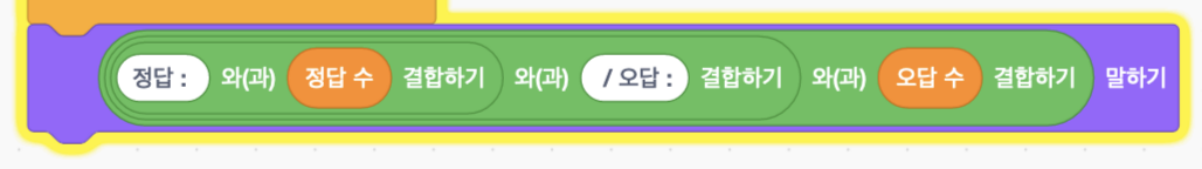 정답 : 와(과) 정답 수 결합하기 와(과) / 오답 : 결합하기 와(과) 오답 수 결합하기 말하기